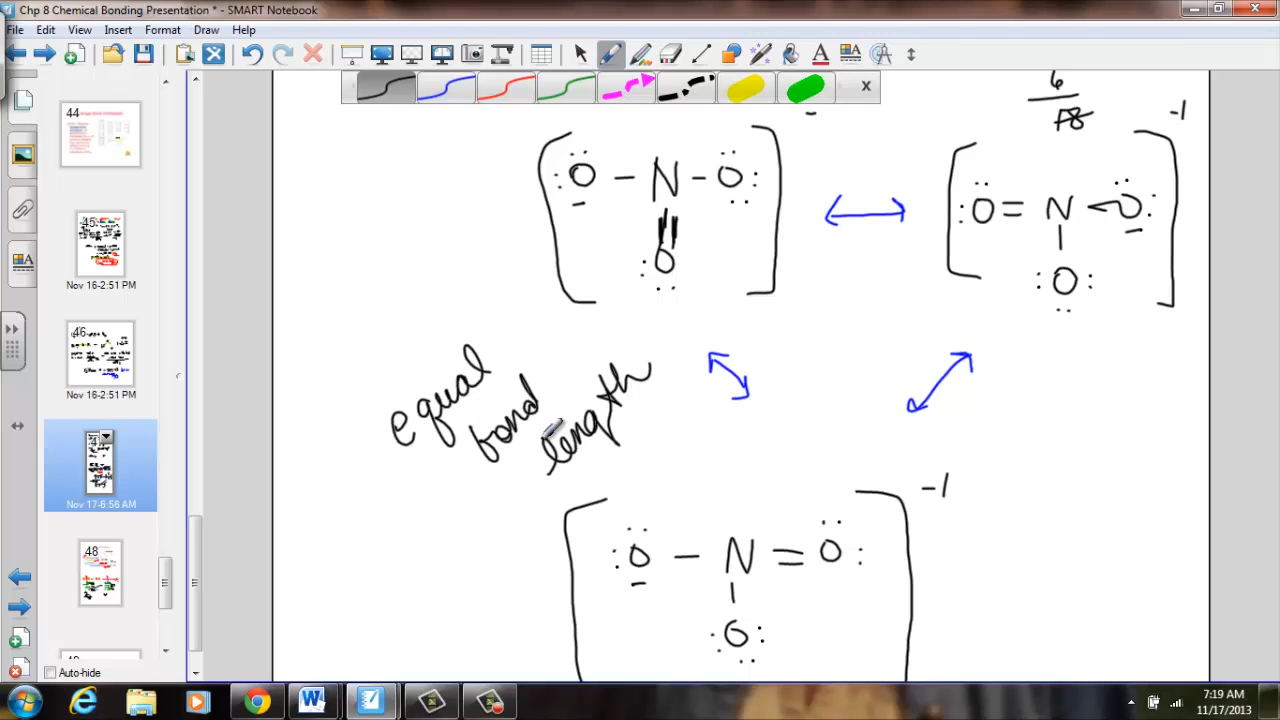 Chp 8 Chemical Bonding Presentation * - SMART Notebook
File Edit View Insert Format Draw Help
44
45
Nov 16-2:51 PM
46
Nov 16-2:51 PM
Nov 17-6:56 AM
48
Auto-hide
6
18
[:O - N - O:] -
||
O
[:O = N - O:] -1
|
:O:
equal
bond
length
[:O - N = O:] -1
|
:O:
7:19 AM
11/17/2013